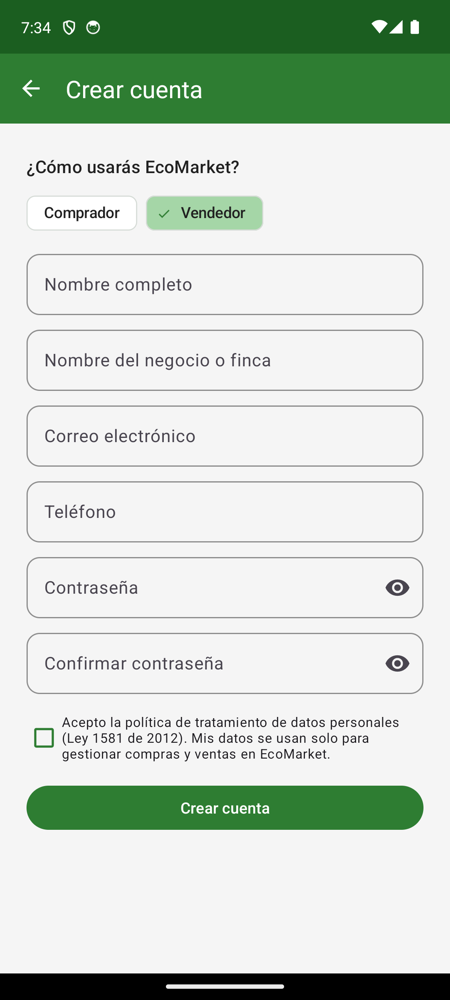 7:34
Crear cuenta
¿Cómo usarás EcoMarket?
Comprador
Vendedor
Nombre completo
Nombre del negocio o finca
Correo electrónico
Teléfono
Contraseña
Confirmar contraseña
Acepto la política de tratamiento de datos personales
(Ley 1581 de 2012). Mis datos se usan solo para
gestionar compras y ventas en EcoMarket.
Crear cuenta